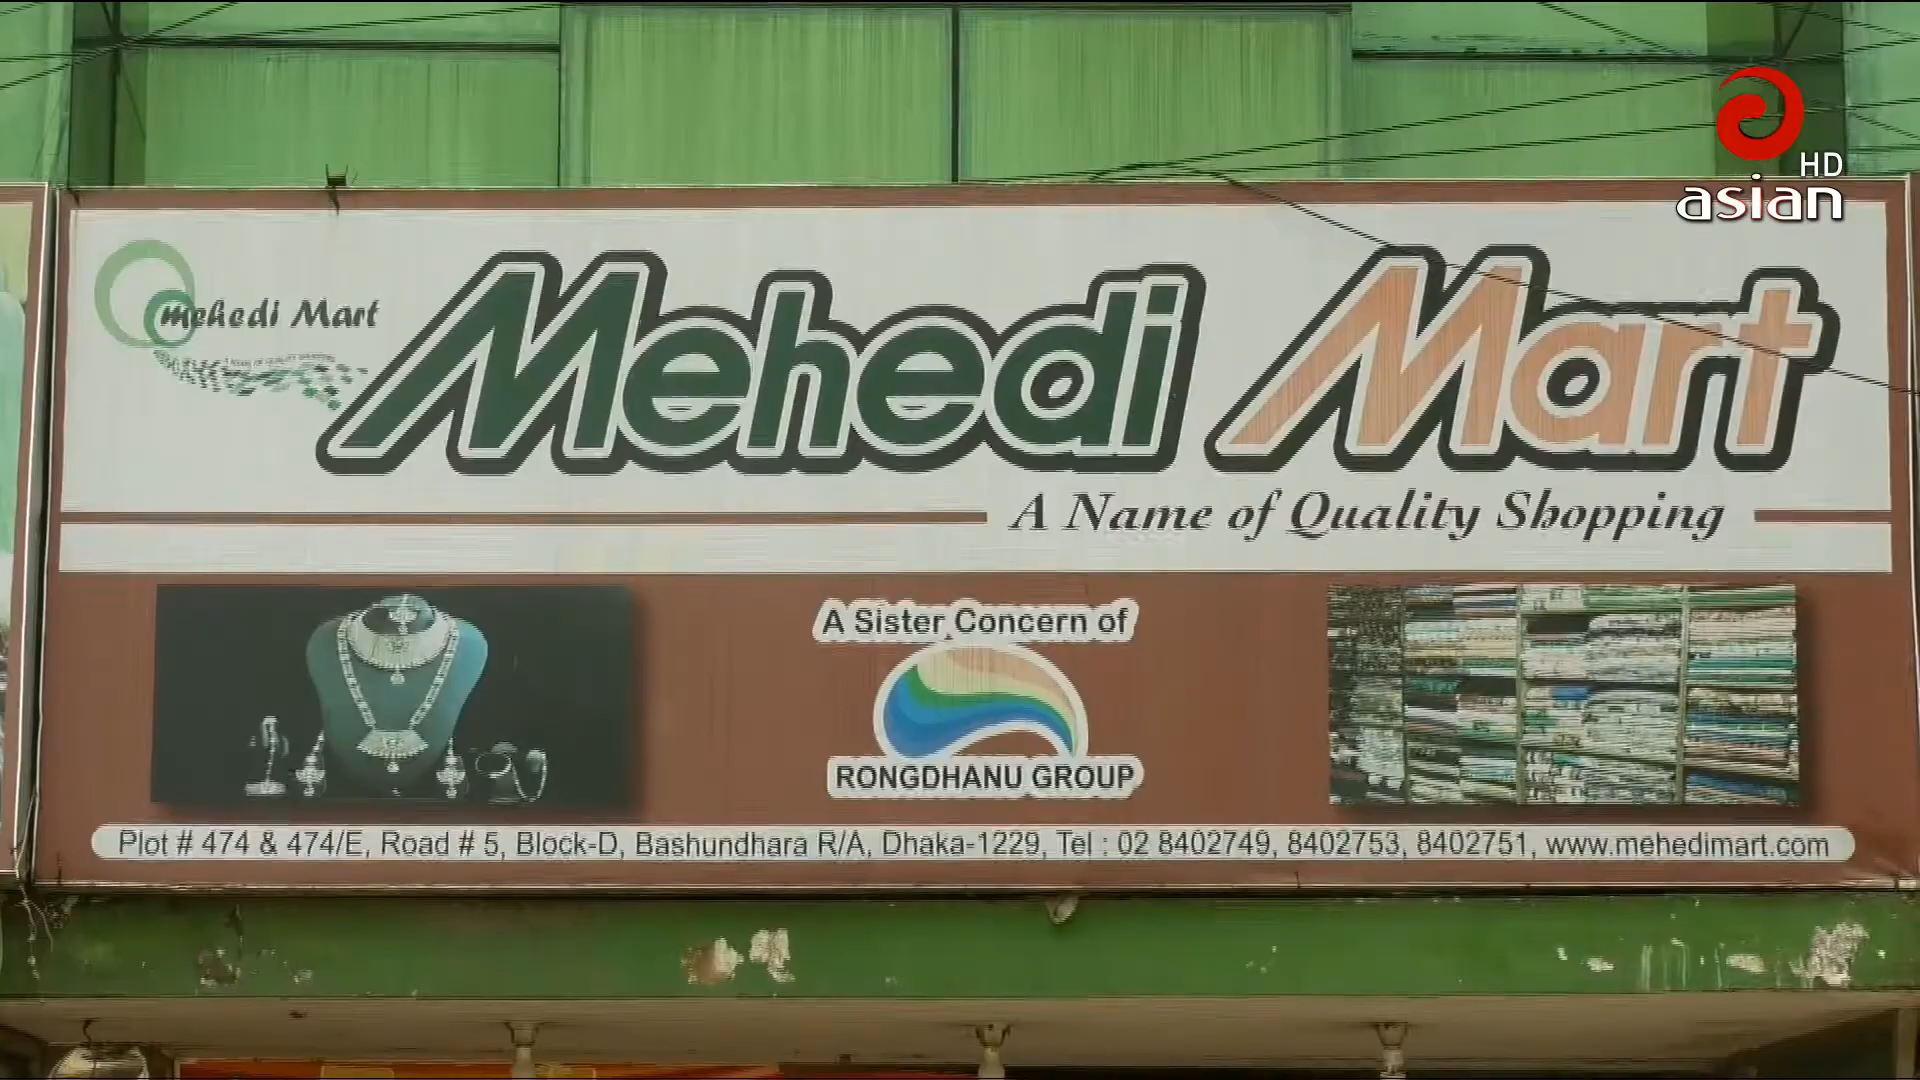 HD
asian
mehedi Mart
Mehedi Mart
A Name of Quality Shopping
A Sister Concern of
RONGDHANU GROUP
Plot # 474 & 474/E, Road # 5, Block-D, Bashundhara R/A, Dhaka-1229, Tel : 02 8402749, 8402753, 8402751, www.mehedimart.com